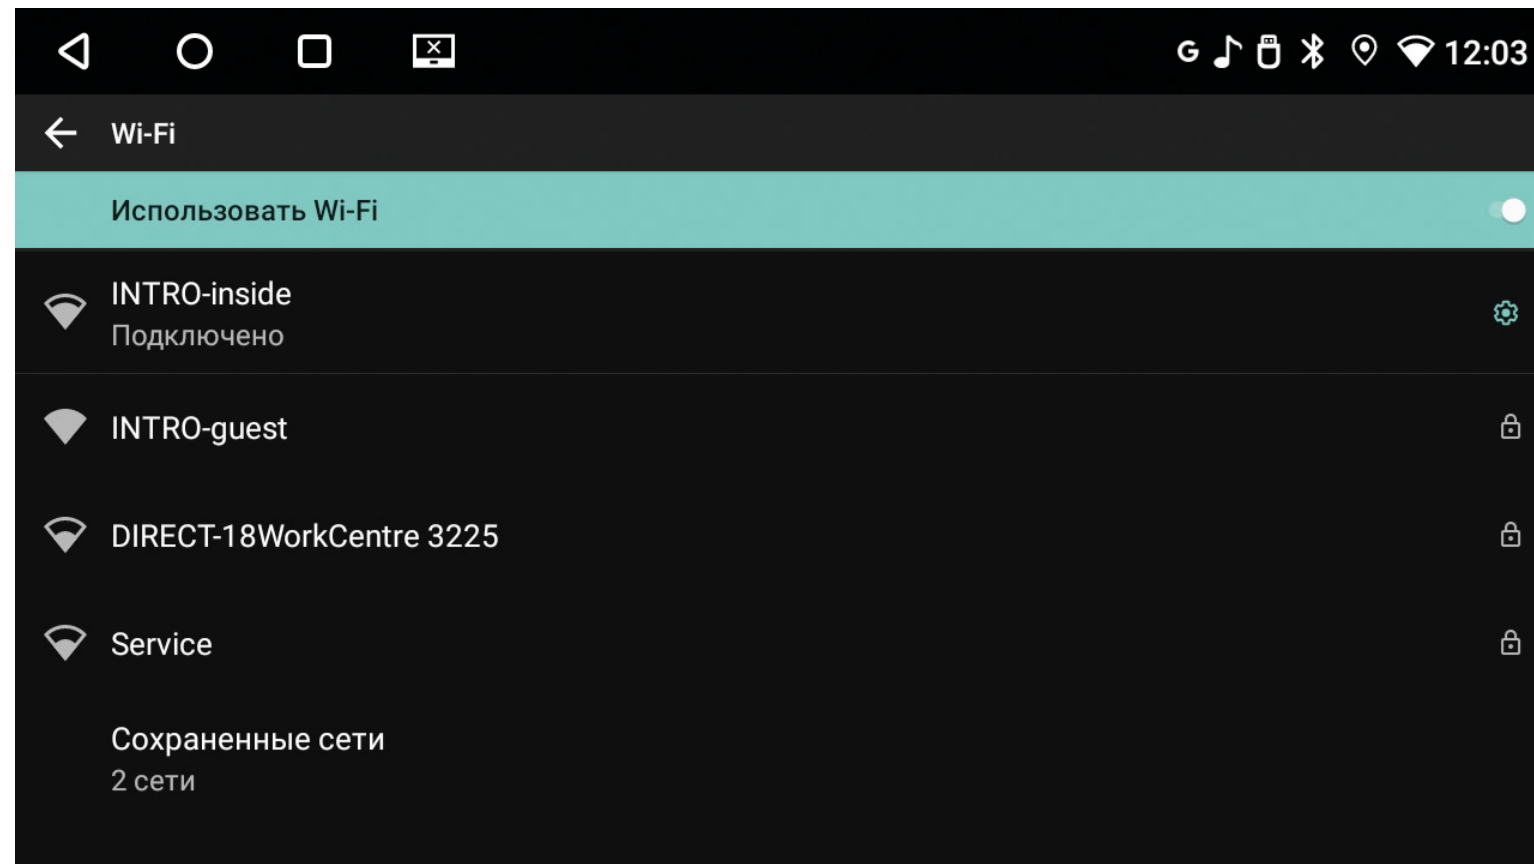 G 12:03
Wi-Fi
Использовать Wi-Fi
INTRO-inside
Подключено
INTRO-guest
DIRECT-18WorkCentre 3225
Service
Сохраненные сети
2 сети